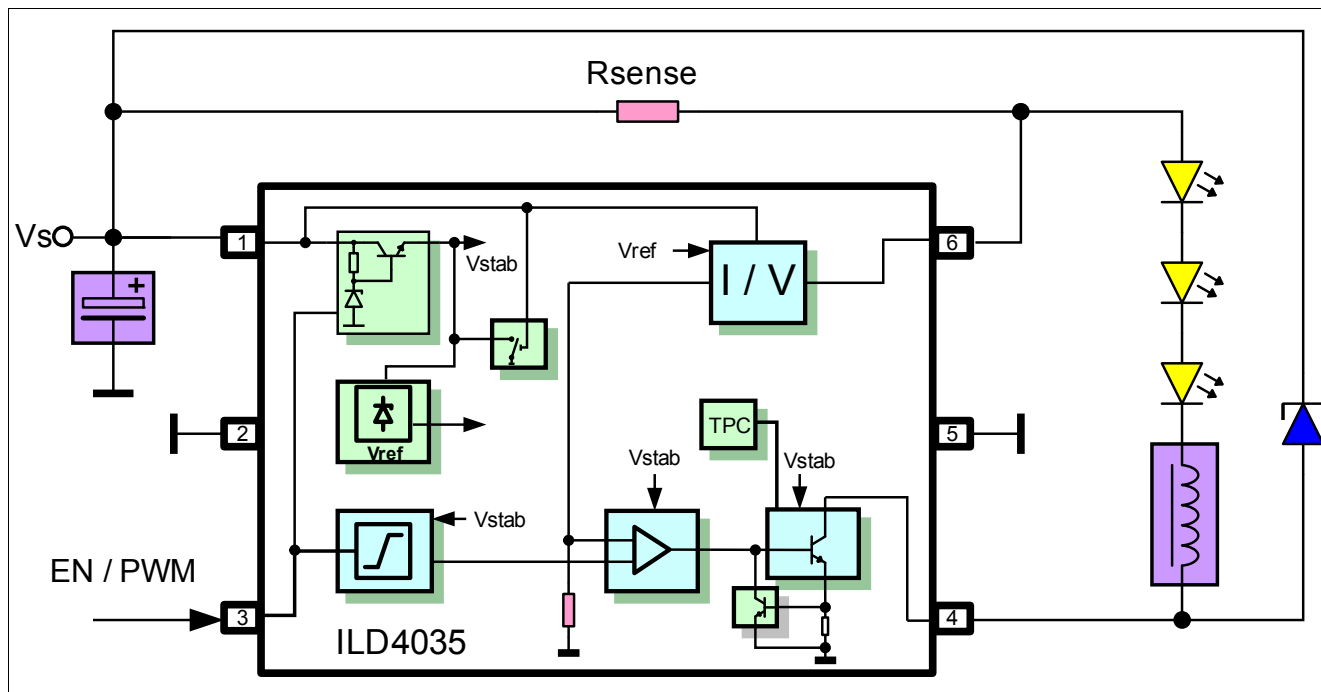 Rsense
Vs
+
1
Vstab
Vref
I / V
6
2
Vref
TPC
5
Vstab
Vstab
Vstab
EN / PWM
3
ILD4035
4